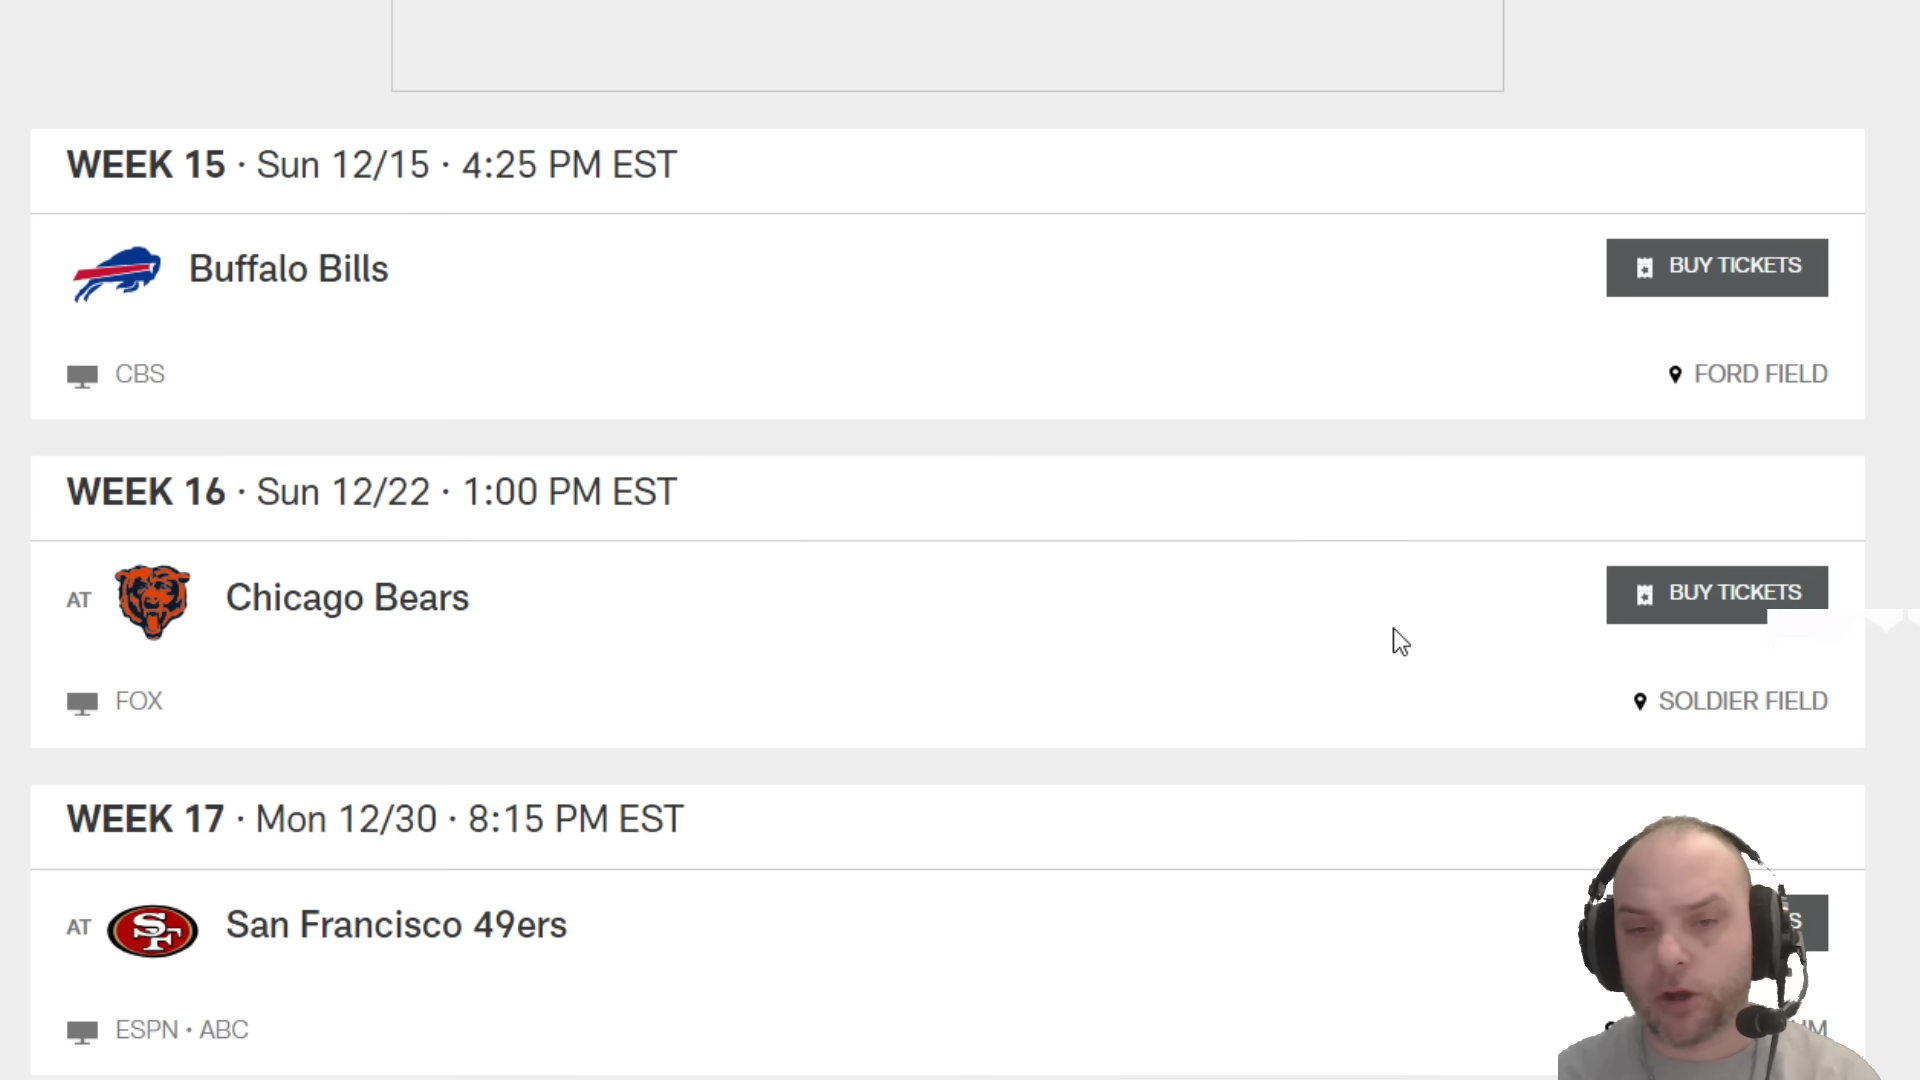 WEEK 15 · Sun 12/15 · 4:25 PM EST
Buffalo Bills
BUY TICKETS
CBS
FORD FIELD
WEEK 16 · Sun 12/22 · 1:00 PM EST
AT
Chicago Bears
BUY TICKETS
FOX
SOLDIER FIELD
WEEK 17 · Mon 12/30 · 8:15 PM EST
AT
SF
San Francisco 49ers
ESPN · ABC